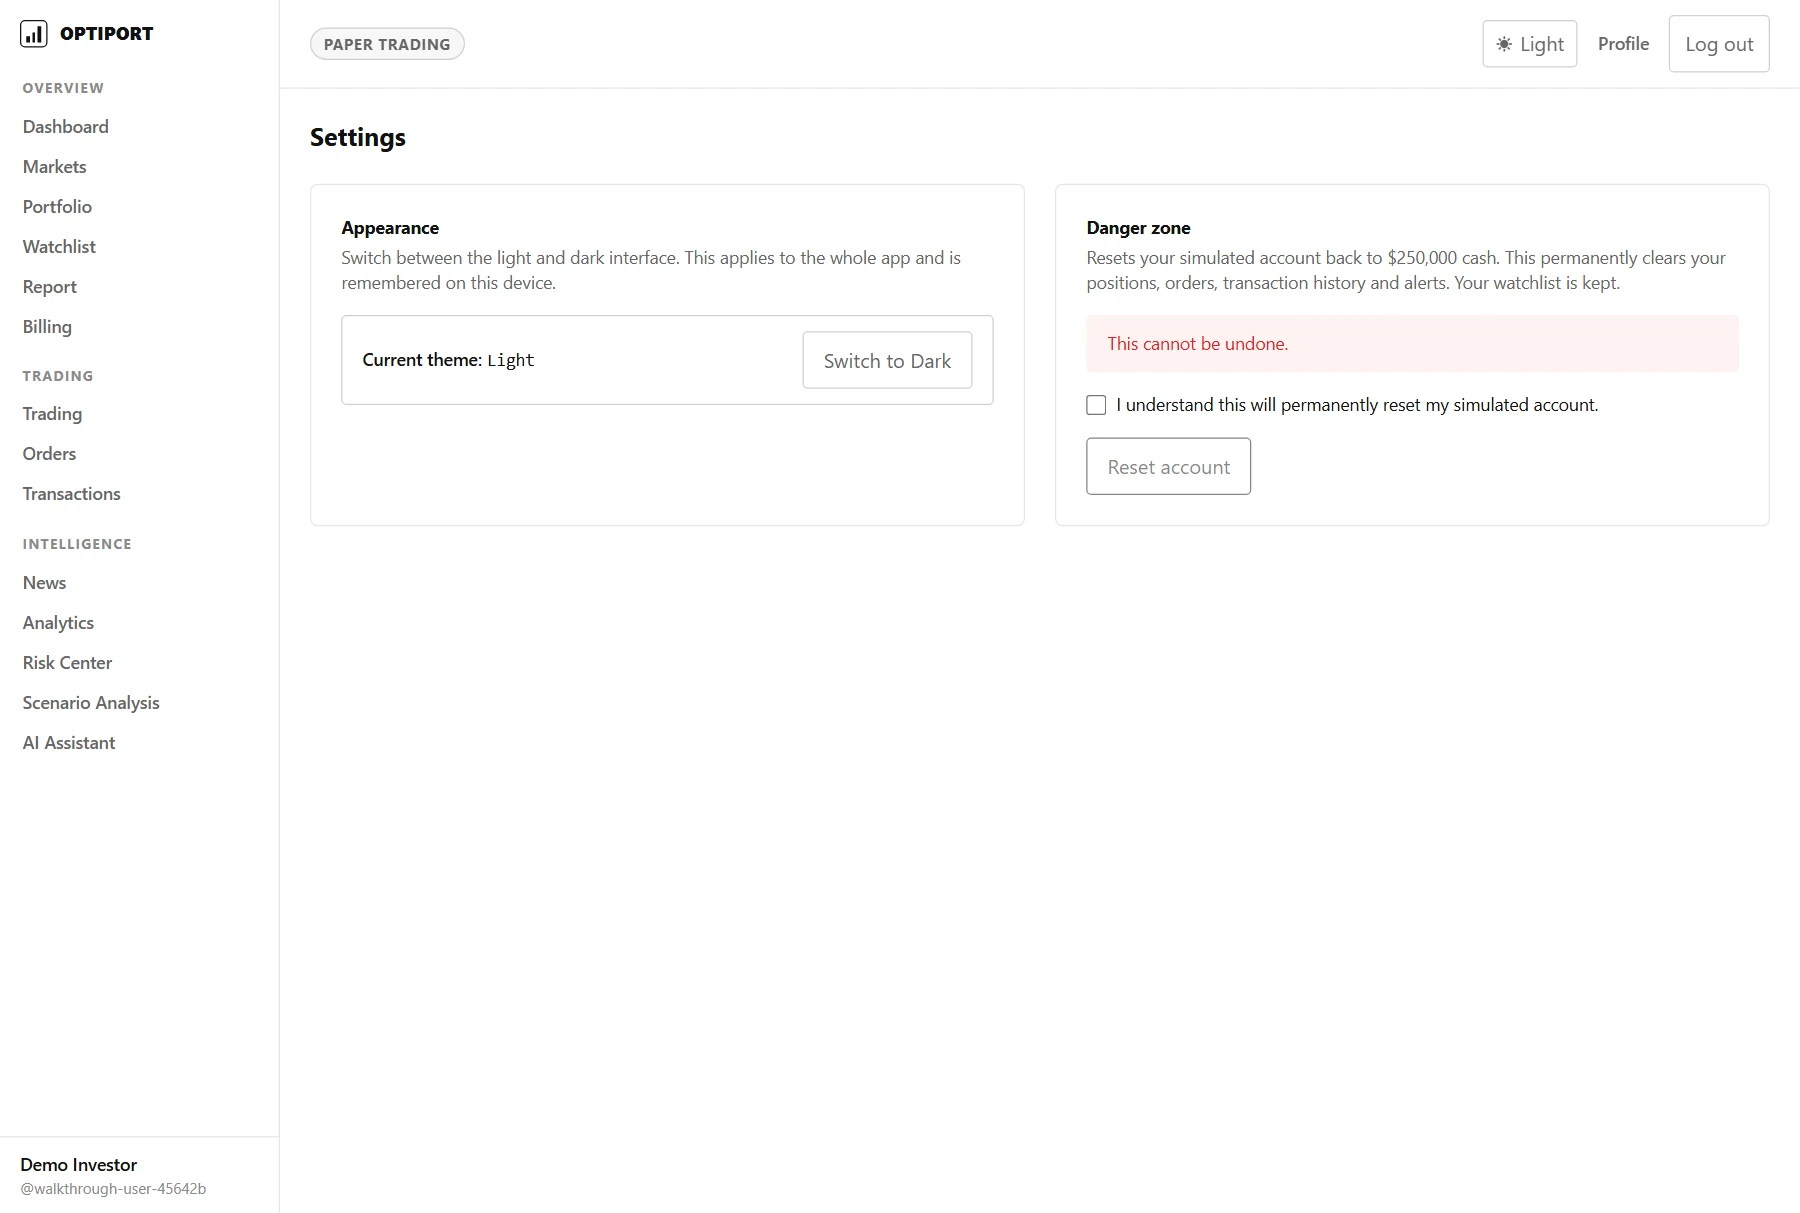 OPTIPORT
OVERVIEW
Dashboard
Markets
Portfolio
Watchlist
Report
Billing
TRADING
Trading
Orders
Transactions
INTELLIGENCE
News
Analytics
Risk Center
Scenario Analysis
AI Assistant
Demo Investor
@walkthrough-user-45642b
PAPER TRADING
Light
Profile
Log out
Settings
Appearance
Switch between the light and dark interface. This applies to the whole app and is
remembered on this device.
Current theme: Light
Switch to Dark
Danger zone
Resets your simulated account back to $250,000 cash. This permanently clears your
positions, orders, transaction history and alerts. Your watchlist is kept.
This cannot be undone.
I understand this will permanently reset my simulated account.
Reset account